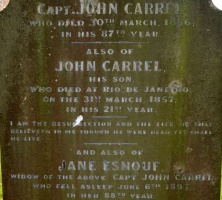 CAPT. JOHN CARREL
WHO DIED 30TH MARCH, 1886,
IN HIS 87TH YEAR
ALSO OF
JOHN CARREL,
HIS SON,
WHO DIED AT RIO DE JANEIRO
ON THE 31ST MARCH, 1857,
IN HIS 21ST YEAR.
I AM THE RESURRECTION AND THE LIFE HE THAT
BELIEVETH IN ME THOUGH HE WERE DEAD YET SHALL
HE LIVE.
AND ALSO OF
JANE ESNOUF,
WIDOW OF THE ABOVE CAPT JOHN CARREL,
WHO FELL ASLEEP JUNE 6TH 1897,
IN HER 88TH YEAR.